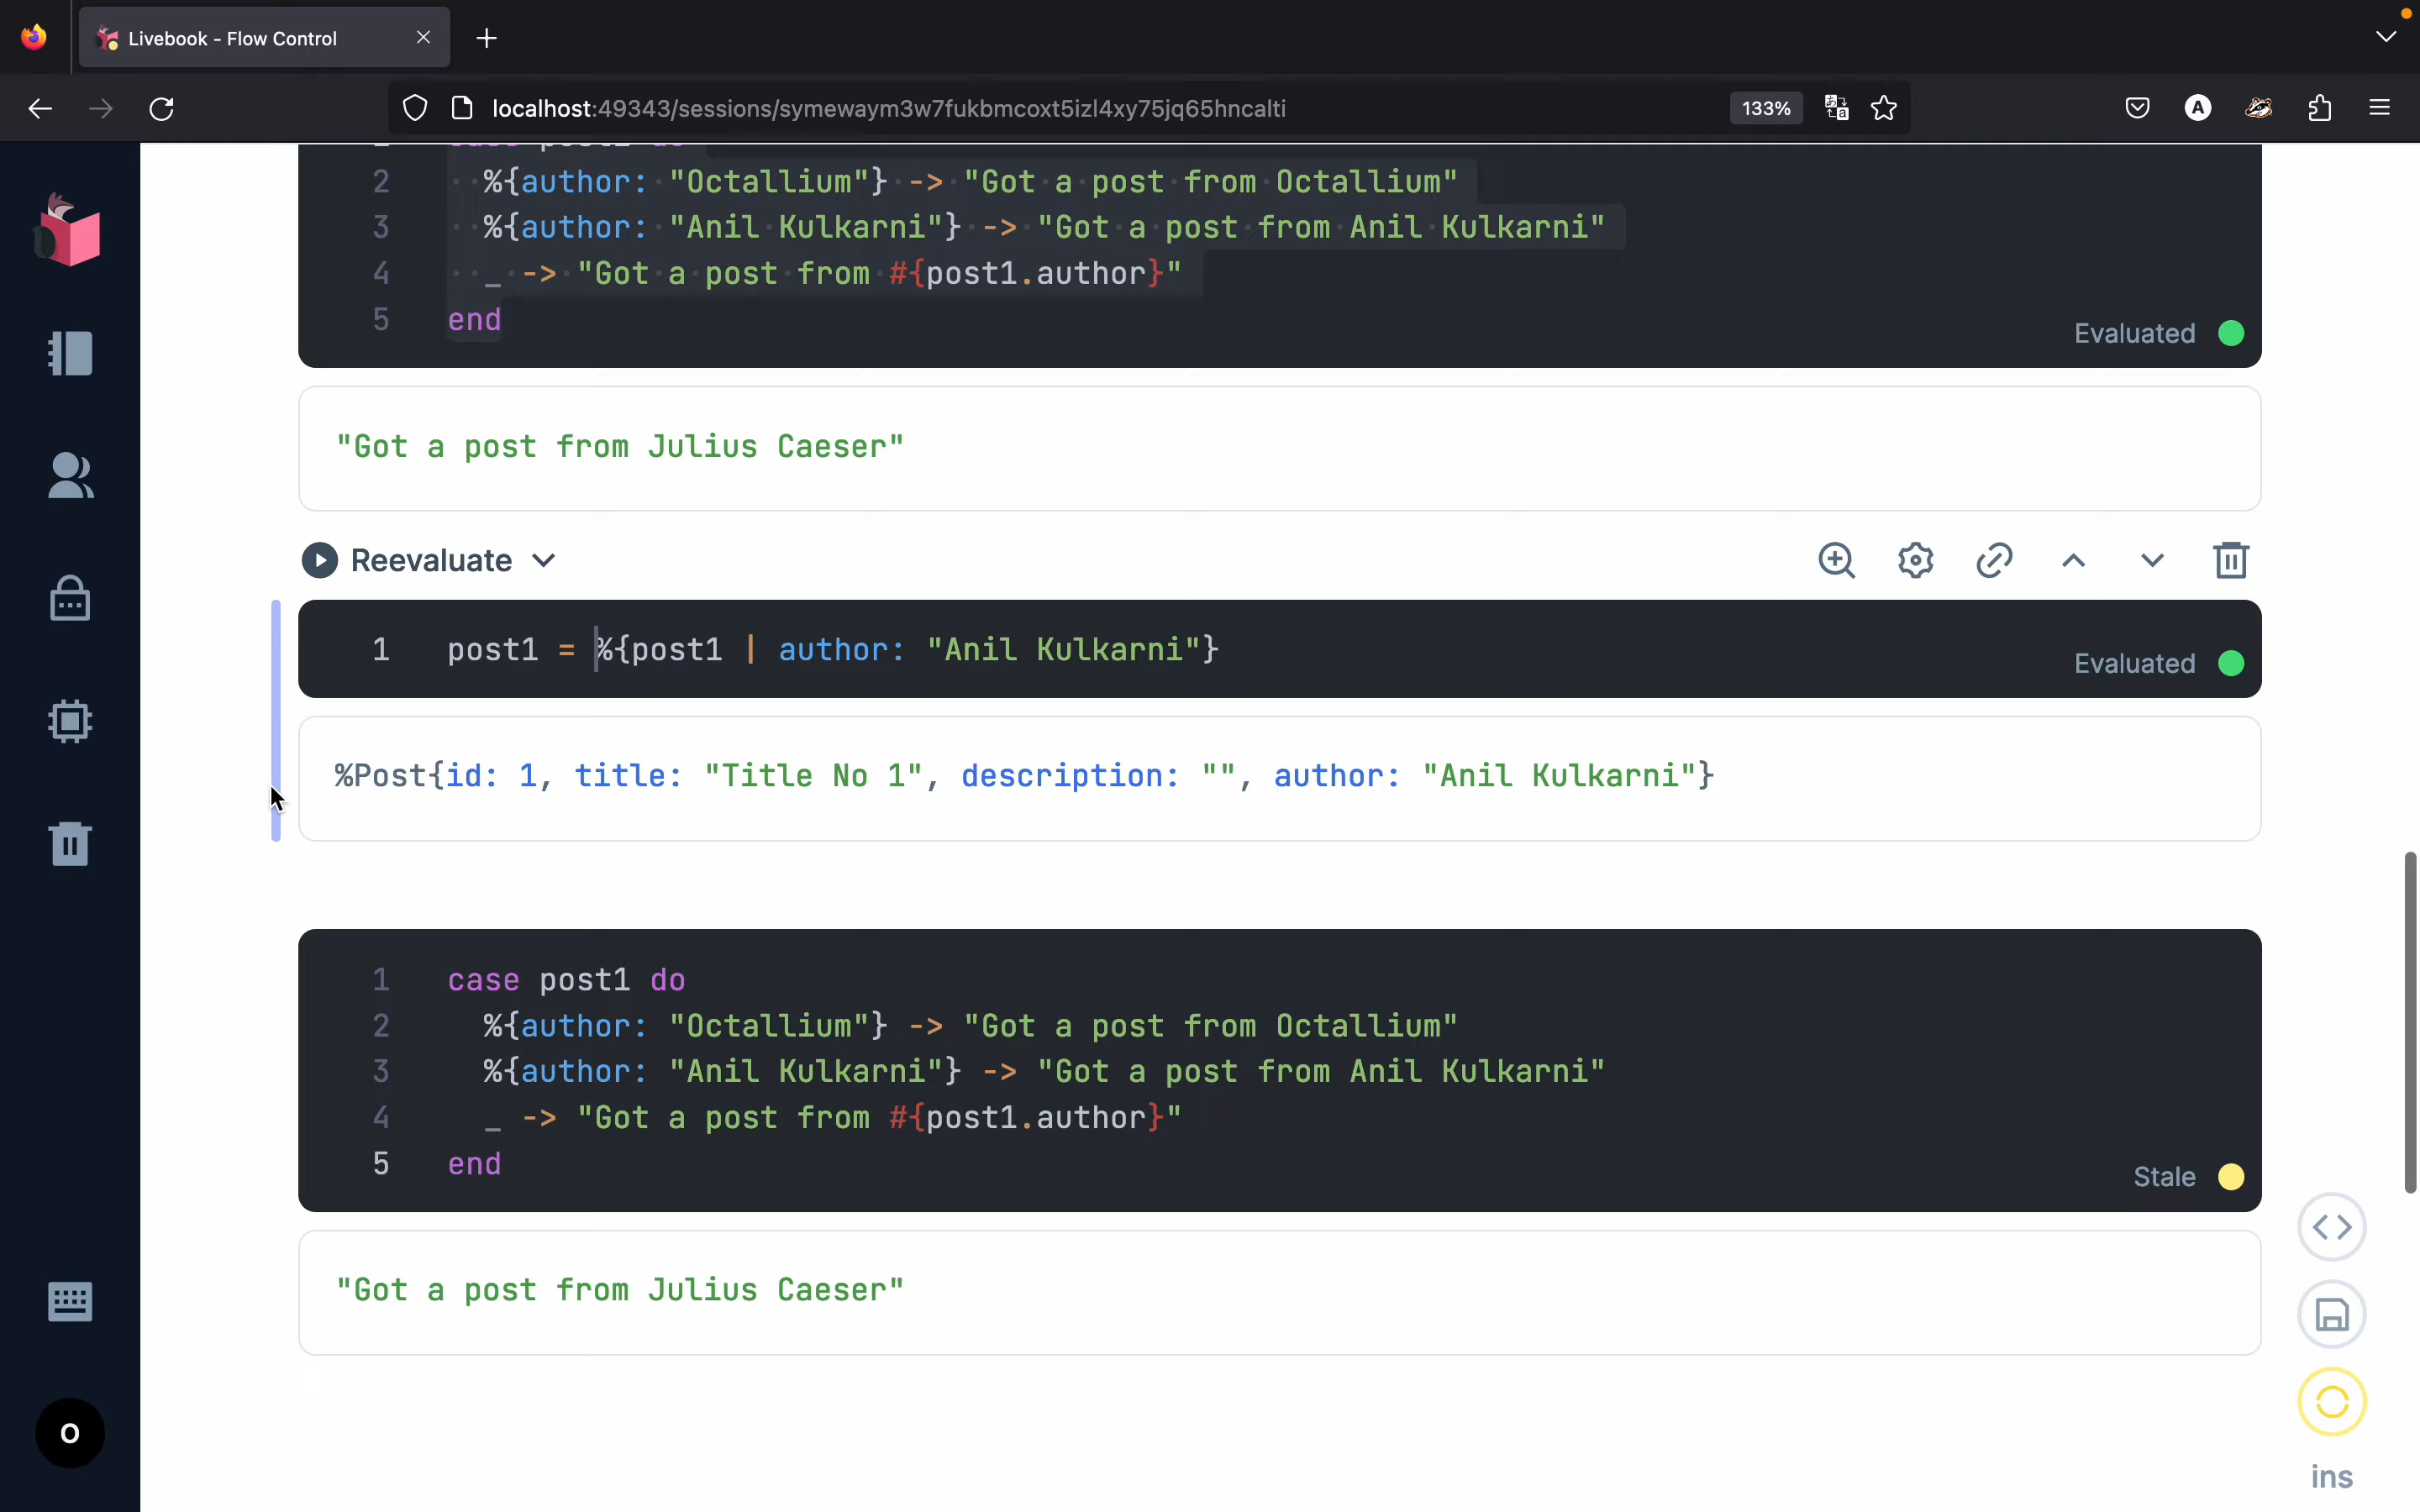 Livebook - Flow Control
localhost:49343/sessions/symewaym3w7fukbmcoxt5izl4xy75jq65hncalti
133%
A
2 %{author: "Octallium"} -> "Got a post from Octallium"
3 %{author: "Anil Kulkarni"} -> "Got a post from Anil Kulkarni"
4 _ -> "Got a post from #{post1.author}"
5 end
Evaluated
"Got a post from Julius Caeser"
Reevaluate
1 post1 = %{post1 | author: "Anil Kulkarni"}
Evaluated
%Post{id: 1, title: "Title No 1", description: "", author: "Anil Kulkarni"}
1 case post1 do
2 %{author: "Octallium"} -> "Got a post from Octallium"
3 %{author: "Anil Kulkarni"} -> "Got a post from Anil Kulkarni"
4 _ -> "Got a post from #{post1.author}"
5 end
Stale
"Got a post from Julius Caeser"
O
ins